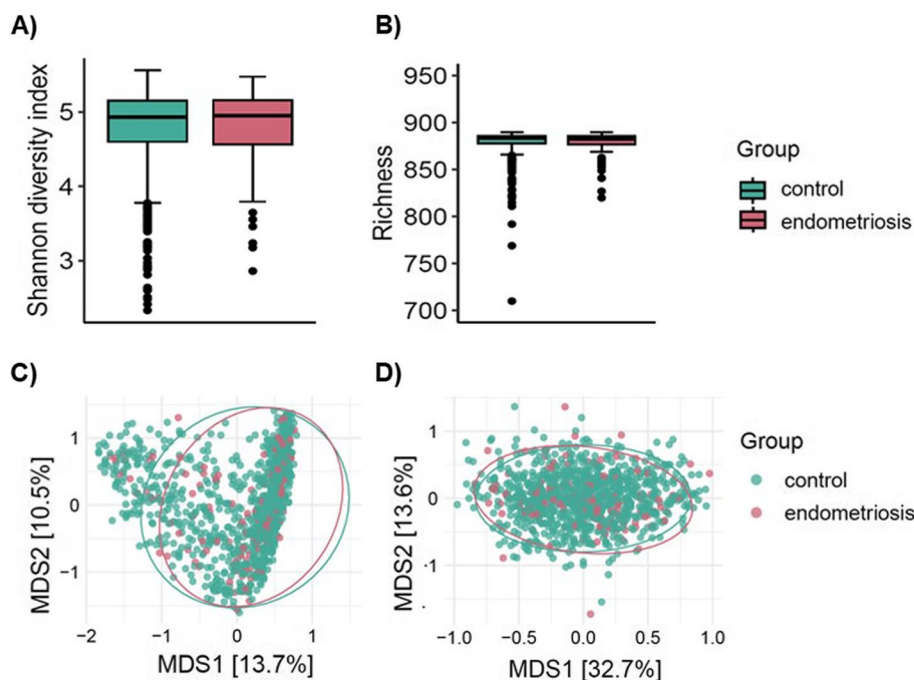 A)
Shannon diversity index
5
4
3
B)
Richness
950
900
850
800
750
700
Group
control
endometriosis
C)
MDS2 [10.5%]
1
0
-1
-2
-1
0
1
MDS1 [13.7%]
D)
MDS2 [13.6%]
1
0
-1
-1.0
-0.5
0.0
0.5
1.0
MDS1 [32.7%]
Group
control
endometriosis